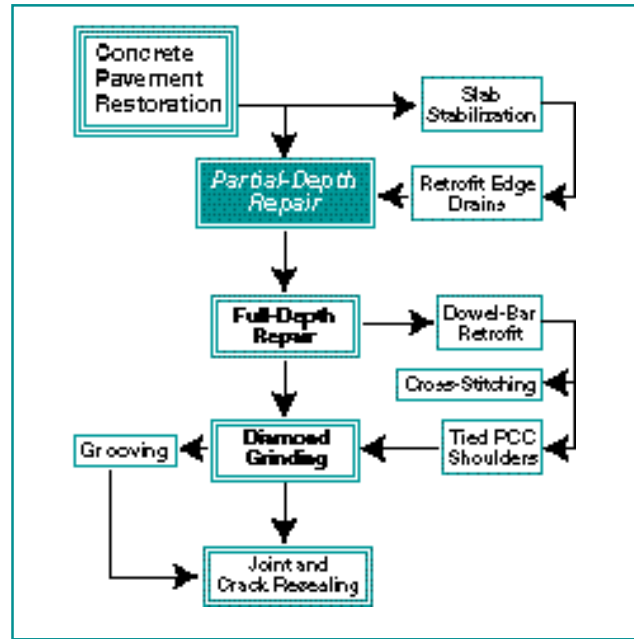 Concrete
Pavement
Restoration
Slab
Stabilization
Partial-Depth
Repair
Retrofit Edge
Drains
Full-Depth
Repair
Dowel-Bar
Retrofit
Cross-Stitching
Diamond
Grinding
Tied PCC
Shoulders
Grooving
Joint and
Crack Resealing